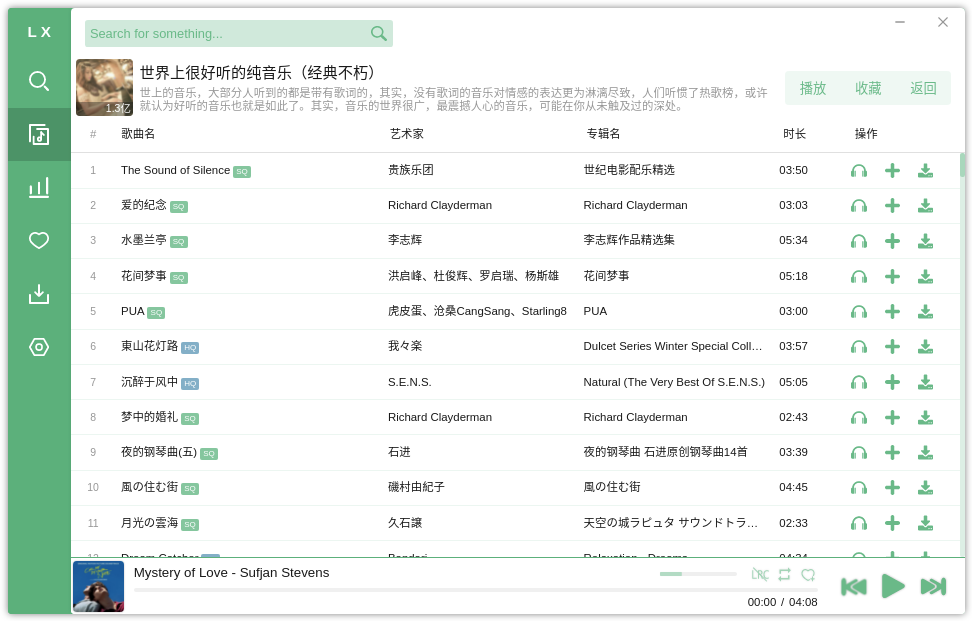 LX
Search for something...
世界上很好听的纯音乐（经典不朽）
世上的音乐，大部分人听到的都是带有歌词的，其实，没有歌词的音乐对情感的表达更为淋漓尽致，人们听惯了热歌榜，或许
就认为好听的音乐也就是如此了。其实，音乐的世界很广，最震撼人心的音乐，可能在你从未触及过的深处。
1.3亿
播放 收藏 返回
# 歌曲名 艺术家 专辑名 时长 操作
1 The Sound of Silence SQ 贵族乐团 世纪电影配乐精选 03:50
2 爱的纪念 SQ Richard Clayderman Richard Clayderman 03:03
3 水墨兰亭 SQ 李志辉 李志辉作品精选集 05:34
4 花间梦事 SQ 洪启峰、杜俊辉、罗启瑞、杨斯雄 花间梦事 05:18
5 PUA SQ 虎皮蛋、沧桑CangSang、Starling8 PUA 03:00
6 東山花灯路 HQ 我々楽 Dulcet Series Winter Special Coll… 03:57
7 沉醉于风中 HQ S.E.N.S. Natural (The Very Best Of S.E.N.S.) 05:05
8 梦中的婚礼 SQ Richard Clayderman Richard Clayderman 02:43
9 夜的钢琴曲(五) SQ 石进 夜的钢琴曲 石进原创钢琴曲14首 03:39
10 風の住む街 SQ 磯村由紀子 風の住む街 04:45
11 月光の雲海 SQ 久石譲 天空の城ラピュタ サウンドトラ… 02:33
12 Dream Catcher Bandari Relaxation - Dreams 04:34
Mystery of Love - Sufjan Stevens
LRC
00:00 / 04:08